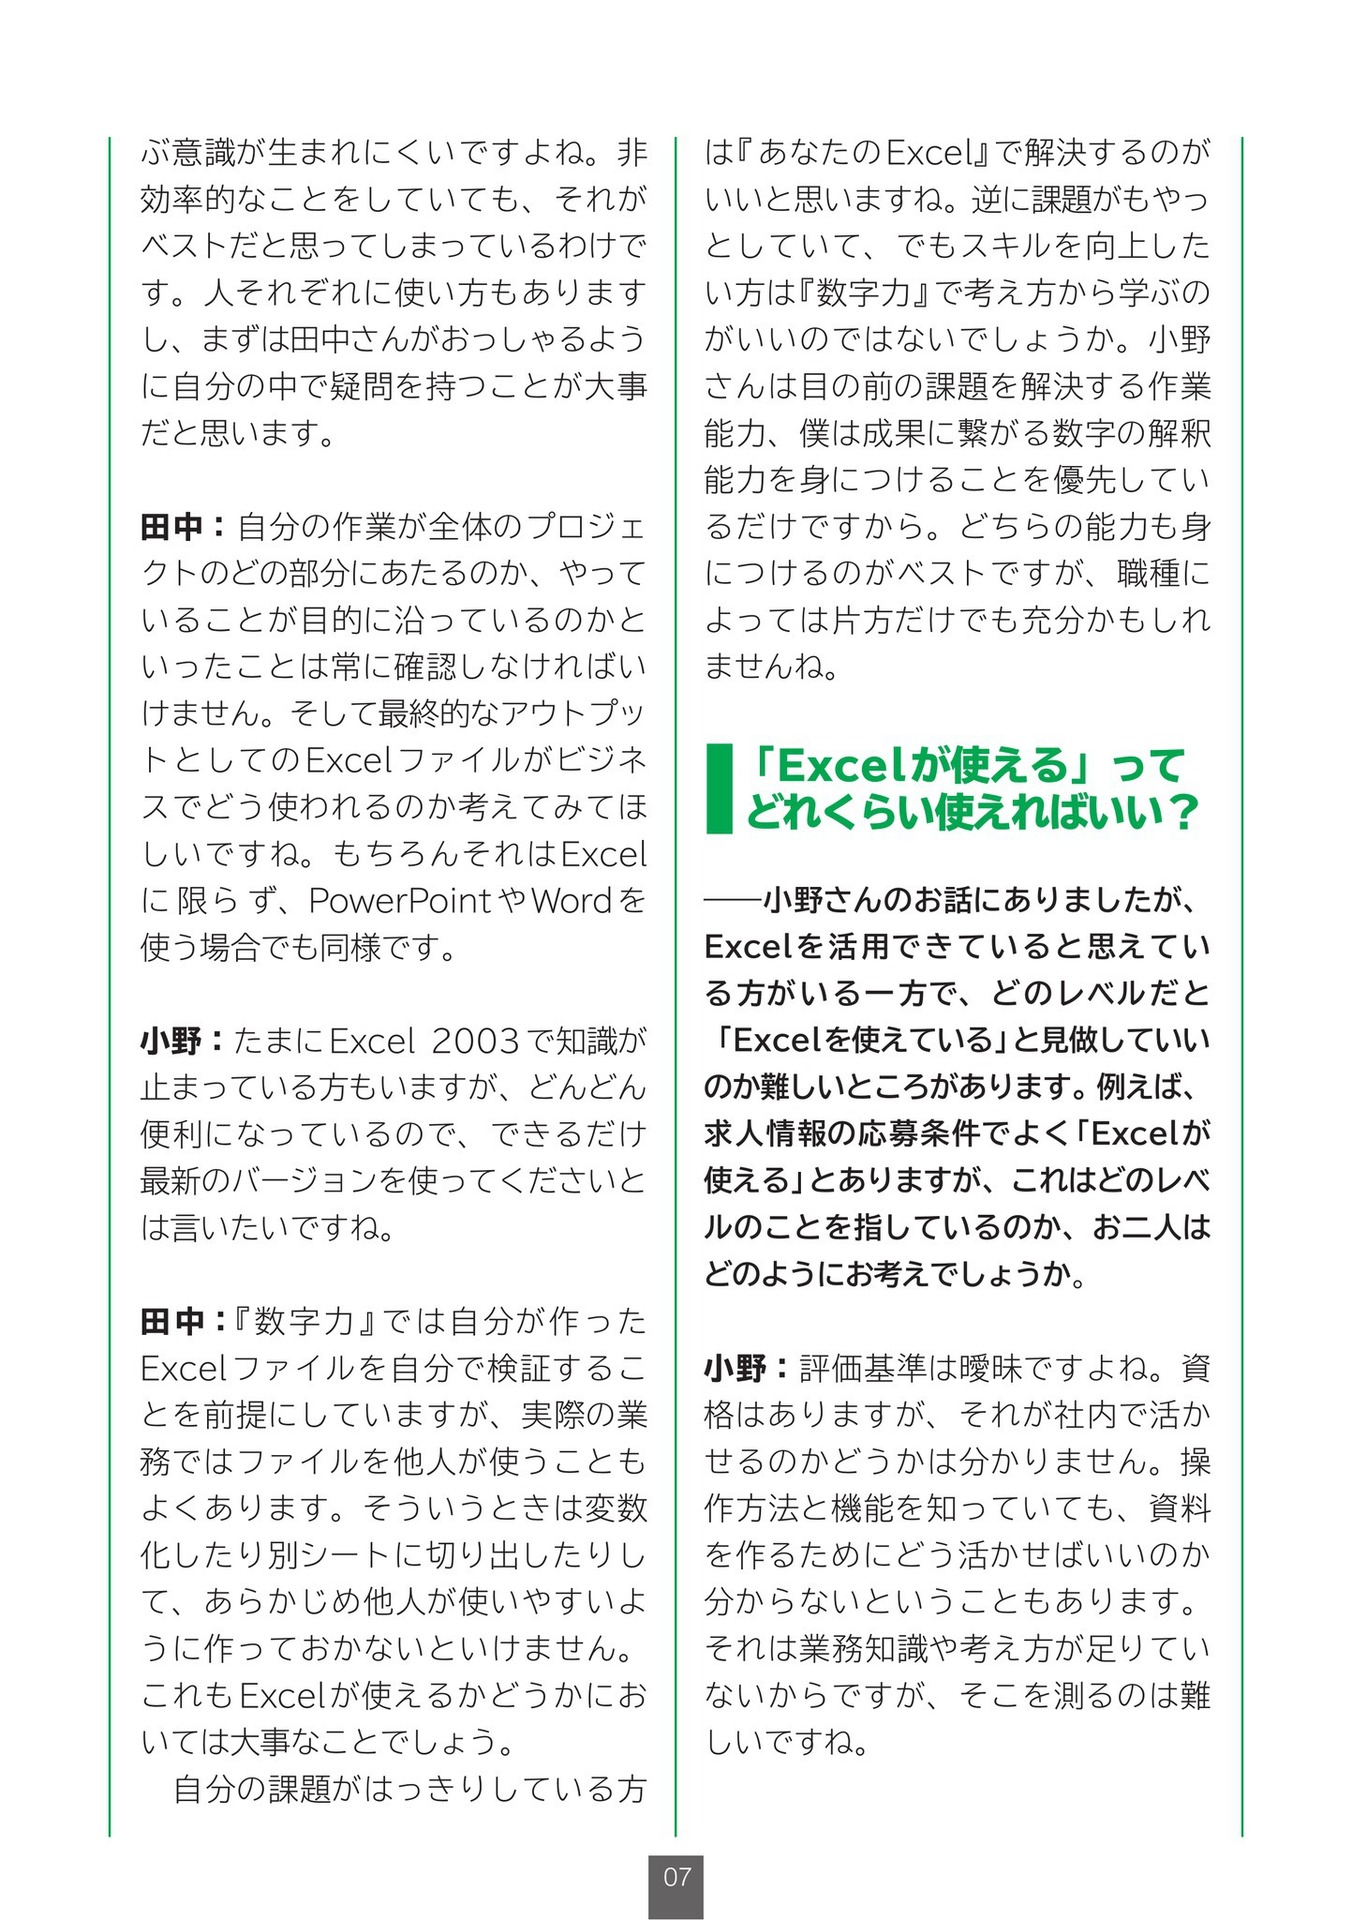 ぶ意識が生まれにくいですよね。非
効率的なことをしていても、それが
ベストだと思ってしまっているわけで
す。人それぞれに使い方もあります
し、まずは田中さんがおっしゃるよう
に自分の中で疑問を持つことが大事
だと思います。
田中：自分の作業が全体のプロジェ
クトのどの部分にあたるのか、やって
いることが目的に沿っているのかと
いったことは常に確認しなければい
けません。そして最終的なアウトプッ
トとしてのExcelファイルがビジネ
スでどう使われるのか考えてみてほ
しいですね。もちろんそれはExcel
に限らず、PowerPointやWordを
使う場合でも同様です。
小野：たまにExcel 2003で知識が
止まっている方もいますが、どんどん
便利になっているので、できるだけ
最新のバージョンを使ってくださいと
は言いたいですね。
田中：『数字力』では自分が作った
Excelファイルを自分で検証するこ
とを前提にしていますが、実際の業
務ではファイルを他人が使うことも
よくあります。そういうときは変数
化したり別シートに切り出したりし
て、あらかじめ他人が使いやすいよ
うに作っておかないといけません。
これもExcelが使えるかどうかにお
いては大事なことでしょう。
　自分の課題がはっきりしている方
は『あなたのExcel』で解決するのが
いいと思いますね。逆に課題がもやっ
としていて、でもスキルを向上した
い方は『数字力』で考え方から学ぶの
がいいのではないでしょうか。小野
さんは目の前の課題を解決する作業
能力、僕は成果に繋がる数字の解釈
能力を身につけることを優先してい
るだけですから。どちらの能力も身
につけるのがベストですが、職種に
よっては片方だけでも充分かもしれ
ませんね。
「Excelが使える」って
どれくらい使えればいい？
――小野さんのお話にありましたが、
Excelを活用できていると思えてい
る方がいる一方で、どのレベルだと
「Excelを使えている」と見做していい
のか難しいところがあります。例えば、
求人情報の応募条件でよく「Excelが
使える」とありますが、これはどのレベ
ルのことを指しているのか、お二人は
どのようにお考えでしょうか。
小野：評価基準は曖昧ですよね。資
格はありますが、それが社内で活か
せるのかどうかは分かりません。操
作方法と機能を知っていても、資料
を作るためにどう活かせばいいのか
分からないということもあります。
それは業務知識や考え方が足りてい
ないからですが、そこを測るのは難
しいですね。
07